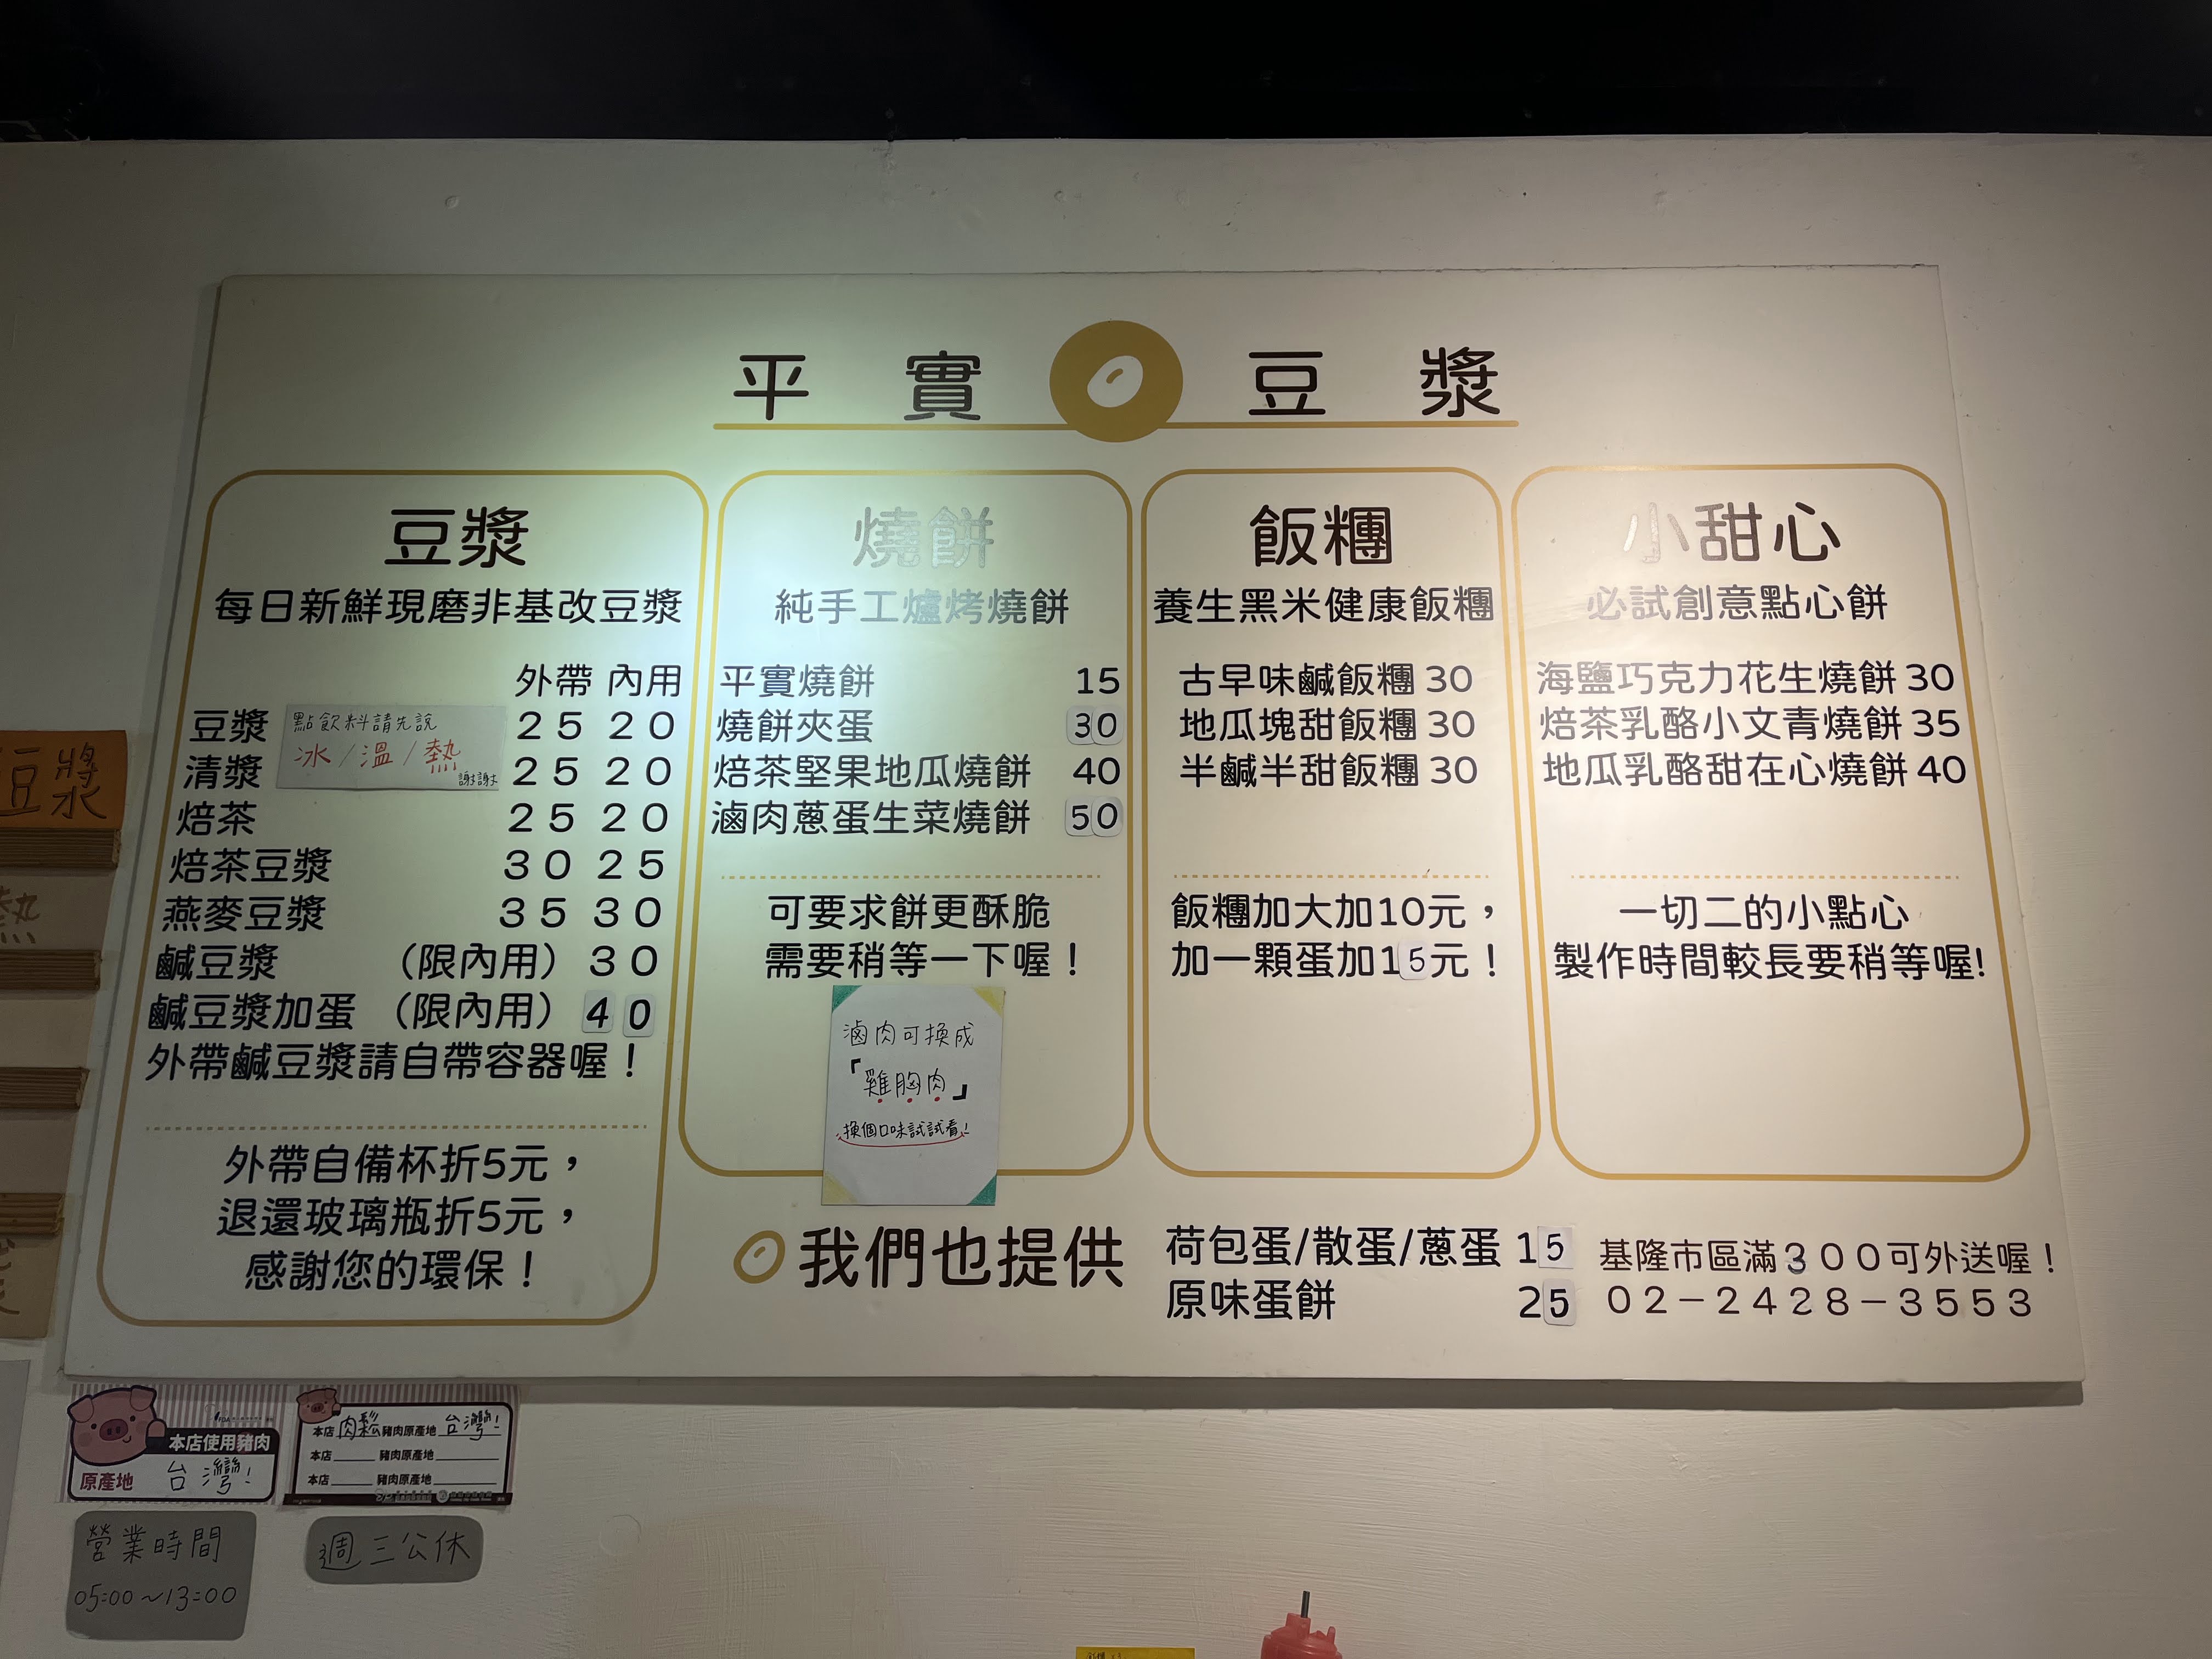 平實豆漿
豆漿
每日新鮮現磨非基改豆漿
外帶 內用
豆漿 25 20
點飲料請先說
冰/溫/熱
謝謝
清漿 25 20
焙茶 25 20
焙茶豆漿 30 25
燕麥豆漿 35 30
鹹豆漿 (限內用) 30
鹹豆漿加蛋 (限內用) 40
外帶鹹豆漿請自帶容器喔！
外帶自備杯折5元，
退還玻璃瓶折5元，
感謝您的環保！
燒餅
純手工爐烤燒餅
平實燒餅 15
燒餅夾蛋 30
焙茶堅果地瓜燒餅 40
滷肉蔥蛋生菜燒餅 50
可要求餅更酥脆
需要稍等一下喔！
滷肉可換成
「雞胸肉」
換個口味試試看！
飯糰
養生黑米健康飯糰
古早味鹹飯糰 30
地瓜塊甜飯糰 30
半鹹半甜飯糰 30
飯糰加大加10元，
加一顆蛋加15元！
小甜心
必試創意點心餅
海鹽巧克力花生燒餅 30
焙茶乳酪小文青燒餅 35
地瓜乳酪甜在心燒餅 40
一切二的小點心
製作時間較長要稍等喔!
我們也提供
荷包蛋/散蛋/蔥蛋 15
原味蛋餅 25
基隆市區滿300可外送喔！
02-2428-3553
豆漿
熱
本店使用豬肉
原產地 台灣!
本店肉鬆豬肉原產地台灣!
本店 豬肉原產地
本店 豬肉原產地
營業時間
05:00~13:00
週三公休